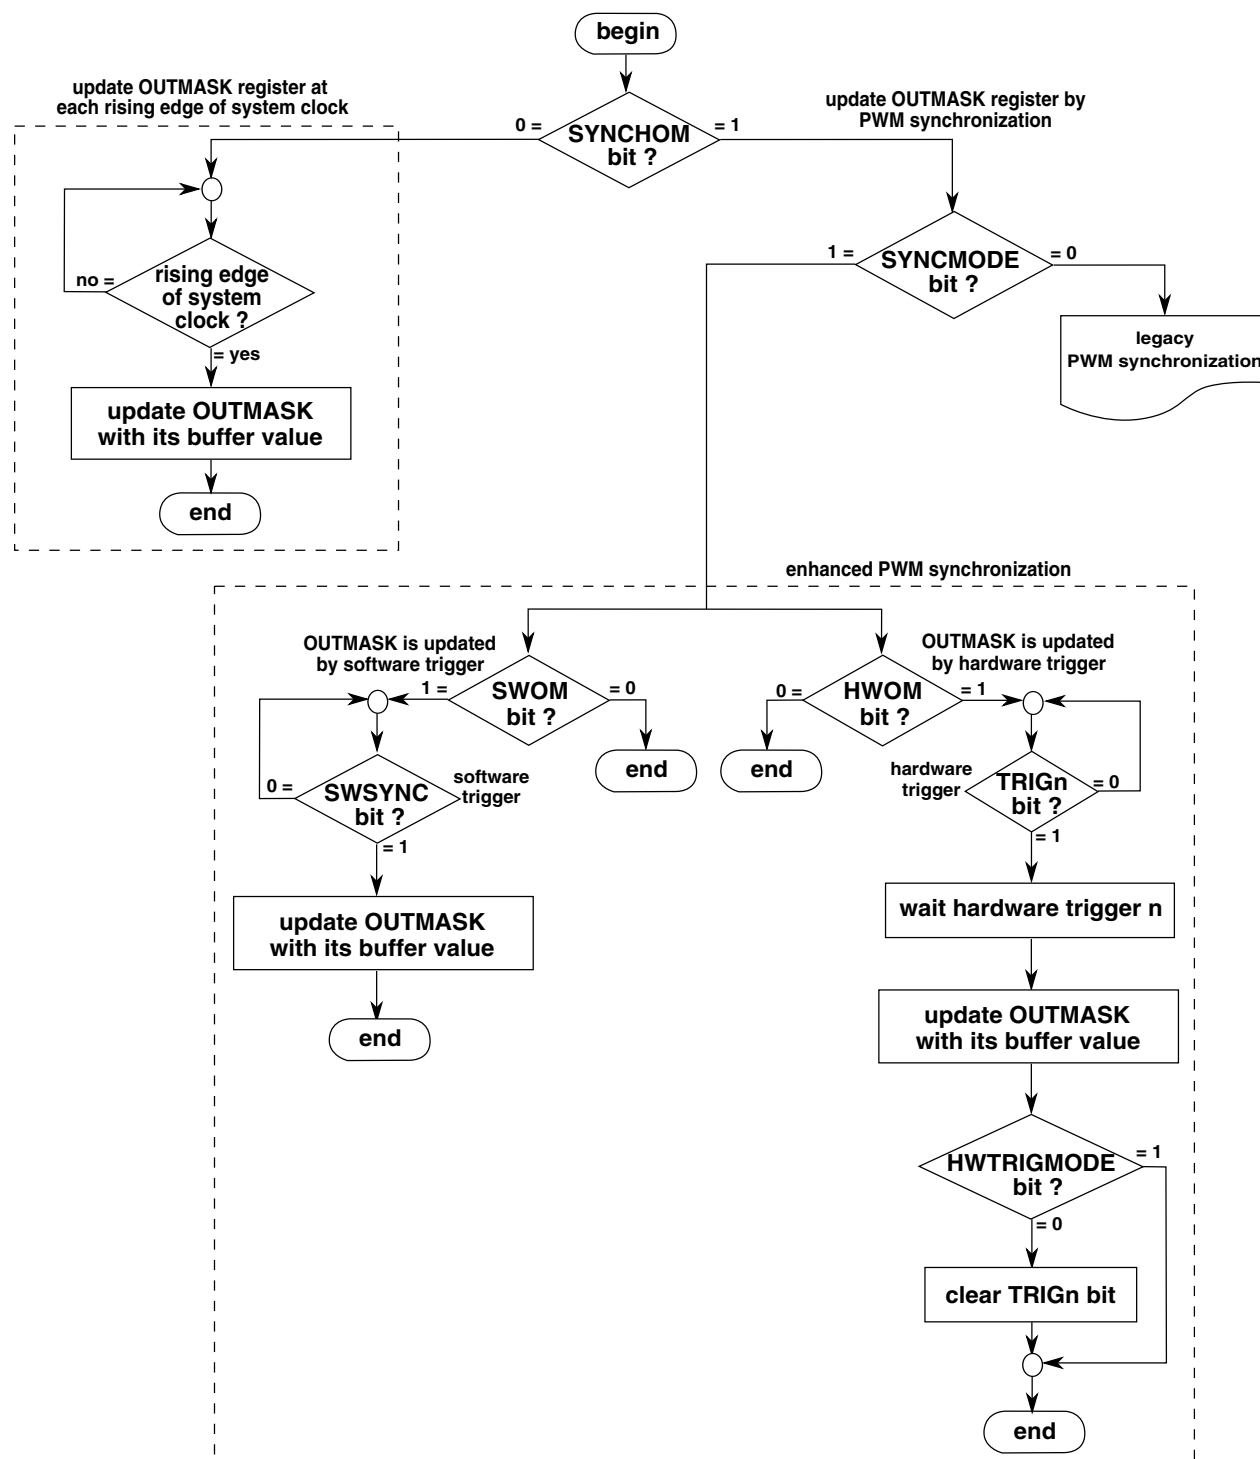 begin
update OUTMASK register at
each rising edge of system clock
update OUTMASK register by
PWM synchronization
0 =
SYNCHOM
bit ?
= 1
1 =
SYNCMODE
bit ?
= 0
no =
rising edge
of system
clock ?
= yes
legacy
PWM synchronization
update OUTMASK
with its buffer value
end
enhanced PWM synchronization
OUTMASK is updated
by software trigger
OUTMASK is updated
by hardware trigger
1 =
SWOM
bit ?
= 0
0 =
HWOM
bit ?
= 1
end
end
0 =
SWSYNC
bit ?
software
trigger
= 1
hardware
trigger
TRIGn
bit ?
= 0
= 1
update OUTMASK
with its buffer value
wait hardware trigger n
end
update OUTMASK
with its buffer value
HWTRIGMODE
bit ?
= 1
= 0
clear TRIGn bit
end